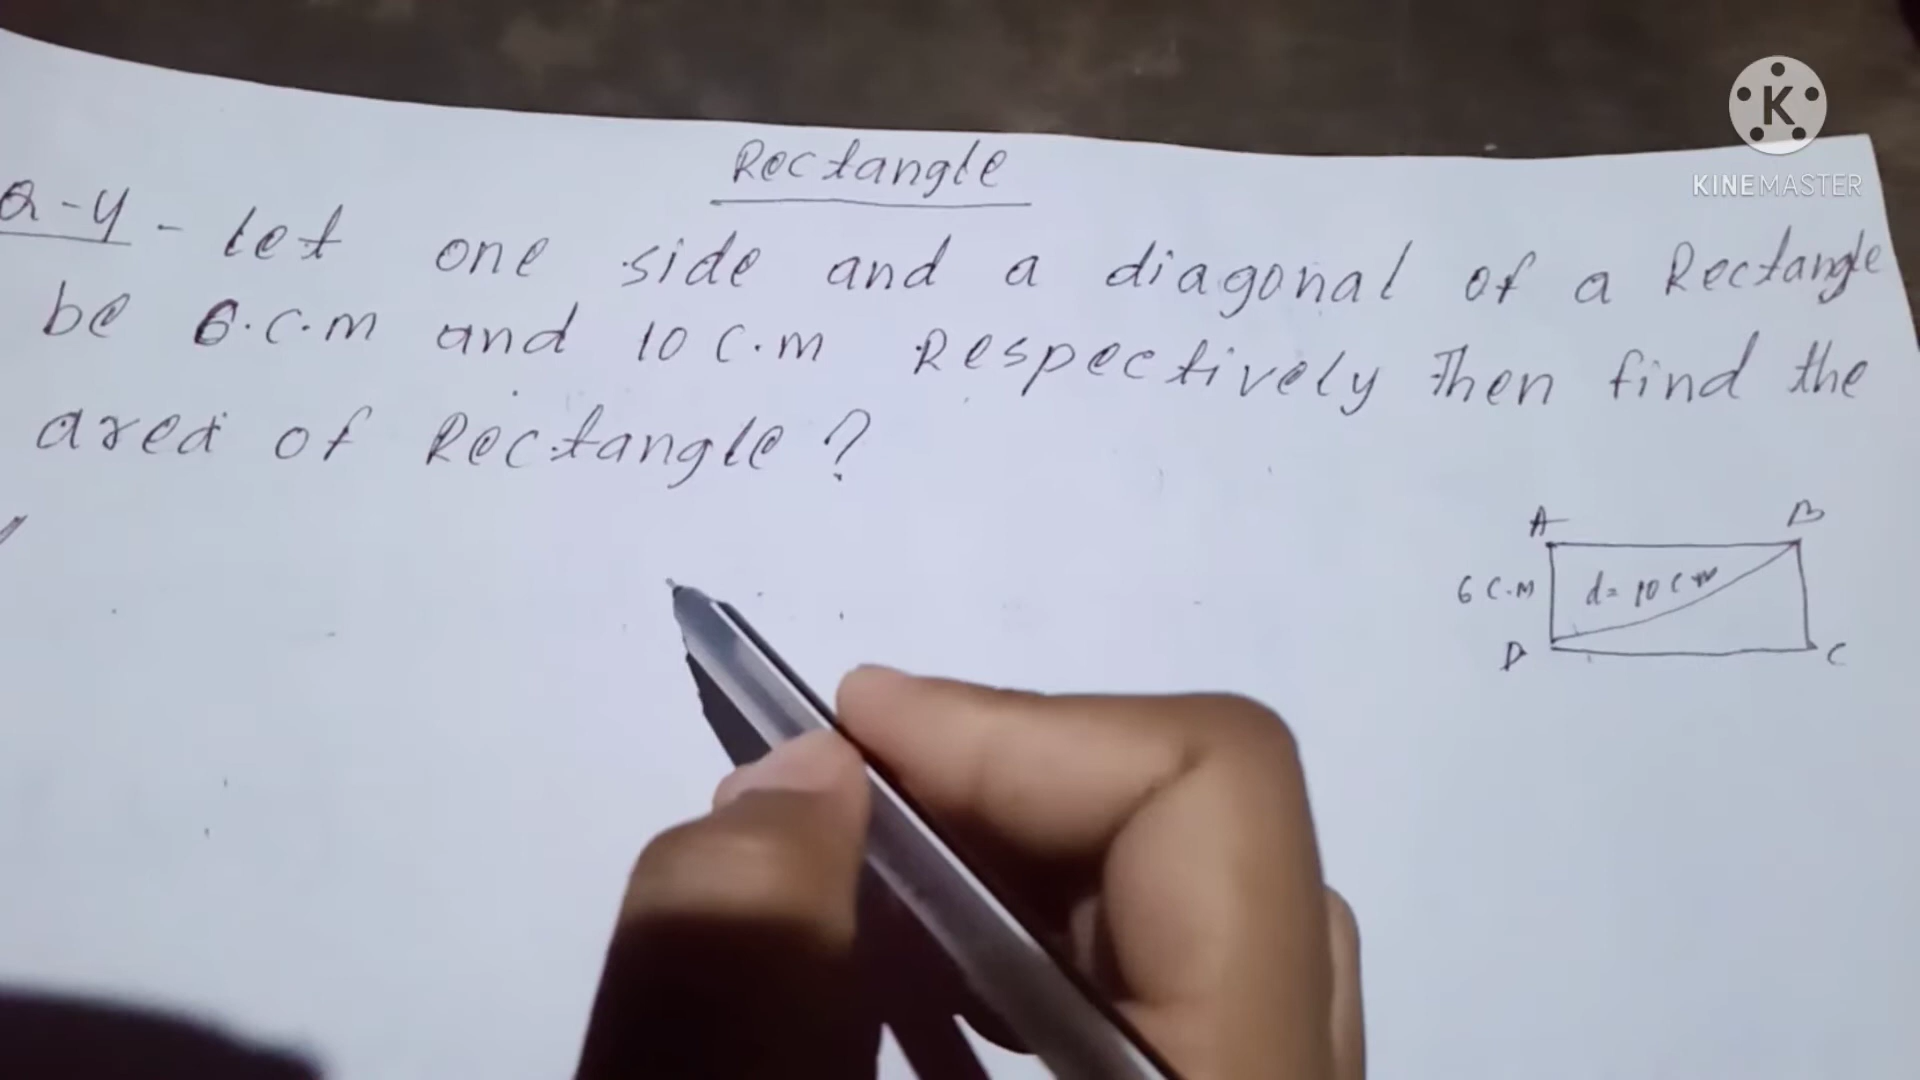 Rectangle
Q-4 - Let one side and a diagonal of a Rectangle
be 6.C.m and 10 C.m Respectively Then find the
area of Rectangle?
A B
6 C.M d= 10 Cm
D C
K
KINEMASTER